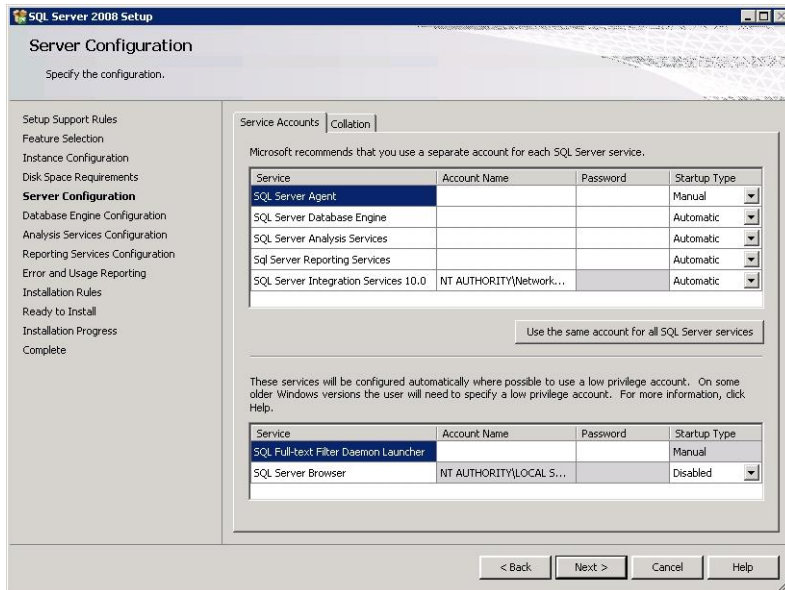 SQL Server 2008 Setup
Server Configuration
Specify the configuration.
Setup Support Rules
Feature Selection
Instance Configuration
Disk Space Requirements
Server Configuration
Database Engine Configuration
Analysis Services Configuration
Reporting Services Configuration
Error and Usage Reporting
Installation Rules
Ready to Install
Installation Progress
Complete
Service Accounts Collation
Microsoft recommends that you use a separate account for each SQL Server service.
Service Account Name Password Startup Type
SQL Server Agent Manual
SQL Server Database Engine Automatic
SQL Server Analysis Services Automatic
Sql Server Reporting Services Automatic
SQL Server Integration Services 10.0 NT AUTHORITY\Network... Automatic
Use the same account for all SQL Server services
These services will be configured automatically where possible to use a low privilege account. On some
older Windows versions the user will need to specify a low privilege account. For more information, click
Help.
Service Account Name Password Startup Type
SQL Full-text Filter Daemon Launcher Manual
SQL Server Browser NT AUTHORITY\LOCAL S... Disabled
< Back Next > Cancel Help